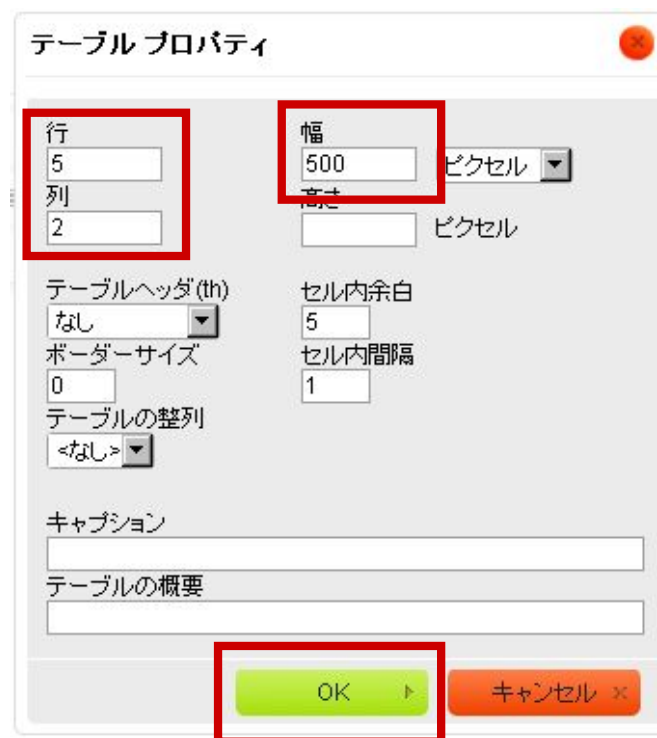 テーブル プロパティ
行
5
列
2
幅
500 ピクセル
高さ
ピクセル
テーブルヘッダ(th)
なし
ボーダーサイズ
0
テーブルの整列
<なし>
セル内余白
5
セル内間隔
1
キャプション
テーブルの概要
OK
キャンセル